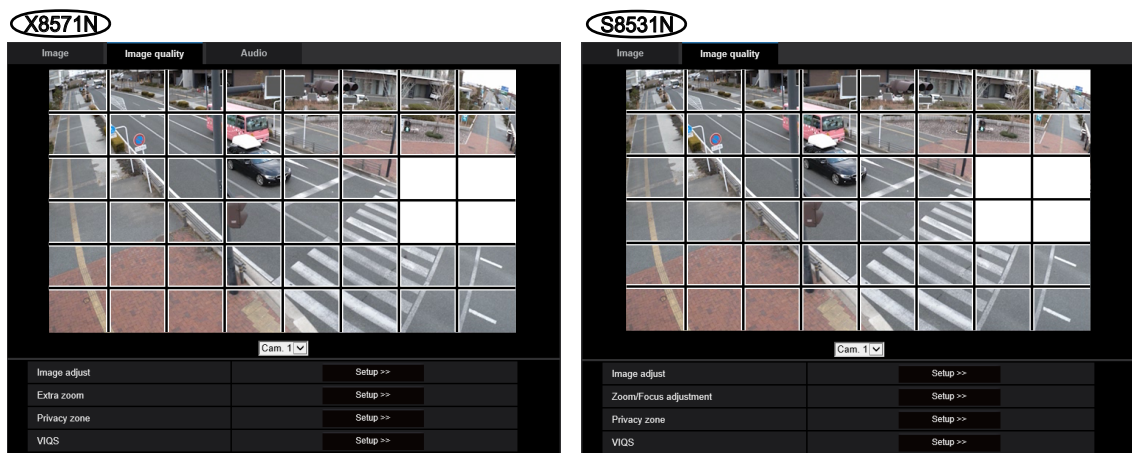 X8571N
Image Image quality Audio
Cam. 1
Image adjust Setup >>
Extra zoom Setup >>
Privacy zone Setup >>
VIQS Setup >>
S8531N
Image Image quality
Cam. 1
Image adjust Setup >>
Zoom/Focus adjustment Setup >>
Privacy zone Setup >>
VIQS Setup >>